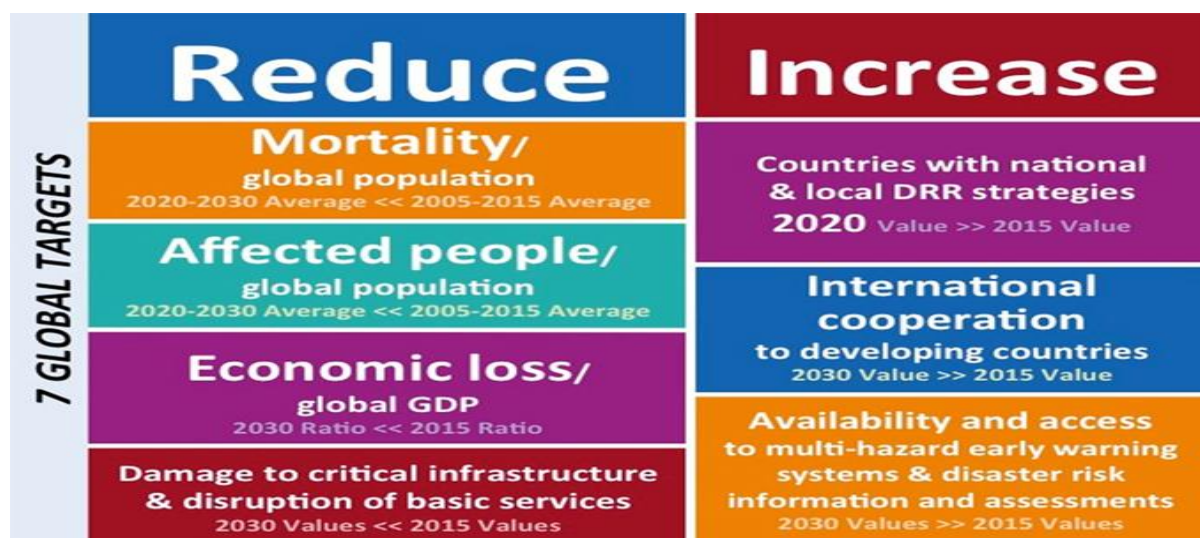 7 GLOBAL TARGETS
Reduce
Mortality/
global population
2020-2030 Average << 2005-2015 Average
Affected people/
global population
2020-2030 Average << 2005-2015 Average
Economic loss/
global GDP
2030 Ratio << 2015 Ratio
Damage to critical infrastructure
& disruption of basic services
2030 Values << 2015 Values
Increase
Countries with national
& local DRR strategies
2020 Value >> 2015 Value
International
cooperation
to developing countries
2030 Value >> 2015 Value
Availability and access
to multi-hazard early warning
systems & disaster risk
information and assessments
2030 Values >> 2015 Values